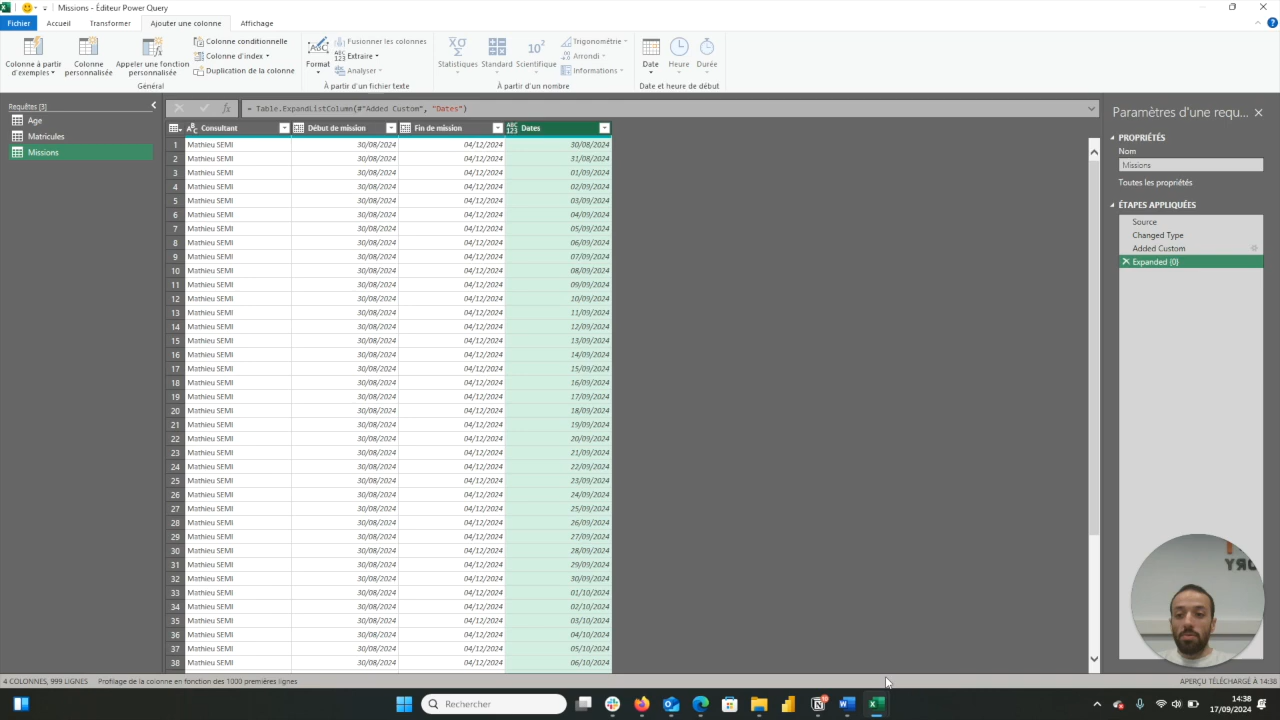 Missions - Éditeur Power Query
Fichier Accueil Transformer Ajouter une colonne Affichage
Colonne à partir d'exemples
Colonne personnalisée
Appeler une fonction personnalisée
Colonne conditionnelle
Colonne d'index
Duplication de la colonne
Général
Format
Fusionner les colonnes
ABC 123 Extraire
Analyser
À partir d'un fichier texte
Statistiques
Standard
10² Scientifique
Trigonométrie
Arrondi
Informations
À partir d'un nombre
Date
Heure
Durée
Date et heure de début
Requêtes [3]
Age
Matricules
Missions
fx = Table.ExpandListColumn(#"Added Custom", "Dates")
Consultant Début de mission Fin de mission ABC 123 Dates
1 Mathieu SEMI 30/08/2024 04/12/2024 30/08/2024
2 Mathieu SEMI 30/08/2024 04/12/2024 31/08/2024
3 Mathieu SEMI 30/08/2024 04/12/2024 01/09/2024
4 Mathieu SEMI 30/08/2024 04/12/2024 02/09/2024
5 Mathieu SEMI 30/08/2024 04/12/2024 03/09/2024
6 Mathieu SEMI 30/08/2024 04/12/2024 04/09/2024
7 Mathieu SEMI 30/08/2024 04/12/2024 05/09/2024
8 Mathieu SEMI 30/08/2024 04/12/2024 06/09/2024
9 Mathieu SEMI 30/08/2024 04/12/2024 07/09/2024
10 Mathieu SEMI 30/08/2024 04/12/2024 08/09/2024
11 Mathieu SEMI 30/08/2024 04/12/2024 09/09/2024
12 Mathieu SEMI 30/08/2024 04/12/2024 10/09/2024
13 Mathieu SEMI 30/08/2024 04/12/2024 11/09/2024
14 Mathieu SEMI 30/08/2024 04/12/2024 12/09/2024
15 Mathieu SEMI 30/08/2024 04/12/2024 13/09/2024
16 Mathieu SEMI 30/08/2024 04/12/2024 14/09/2024
17 Mathieu SEMI 30/08/2024 04/12/2024 15/09/2024
18 Mathieu SEMI 30/08/2024 04/12/2024 16/09/2024
19 Mathieu SEMI 30/08/2024 04/12/2024 17/09/2024
20 Mathieu SEMI 30/08/2024 04/12/2024 18/09/2024
21 Mathieu SEMI 30/08/2024 04/12/2024 19/09/2024
22 Mathieu SEMI 30/08/2024 04/12/2024 20/09/2024
23 Mathieu SEMI 30/08/2024 04/12/2024 21/09/2024
24 Mathieu SEMI 30/08/2024 04/12/2024 22/09/2024
25 Mathieu SEMI 30/08/2024 04/12/2024 23/09/2024
26 Mathieu SEMI 30/08/2024 04/12/2024 24/09/2024
27 Mathieu SEMI 30/08/2024 04/12/2024 25/09/2024
28 Mathieu SEMI 30/08/2024 04/12/2024 26/09/2024
29 Mathieu SEMI 30/08/2024 04/12/2024 27/09/2024
30 Mathieu SEMI 30/08/2024 04/12/2024 28/09/2024
31 Mathieu SEMI 30/08/2024 04/12/2024 29/09/2024
32 Mathieu SEMI 30/08/2024 04/12/2024 30/09/2024
33 Mathieu SEMI 30/08/2024 04/12/2024 01/10/2024
34 Mathieu SEMI 30/08/2024 04/12/2024 02/10/2024
35 Mathieu SEMI 30/08/2024 04/12/2024 03/10/2024
36 Mathieu SEMI 30/08/2024 04/12/2024 04/10/2024
37 Mathieu SEMI 30/08/2024 04/12/2024 05/10/2024
38 Mathieu SEMI 30/08/2024 04/12/2024 06/10/2024
Paramètres d'une requ...
PROPRIÉTÉS
Nom
Missions
Toutes les propriétés
ÉTAPES APPLIQUÉES
Source
Changed Type
Added Custom
Expanded {0}
4 COLONNES, 999 LIGNES Profilage de la colonne en fonction des 1000 premières lignes
APERÇU TÉLÉCHARGÉ À 14:38
Rechercher
14:38
17/09/2024